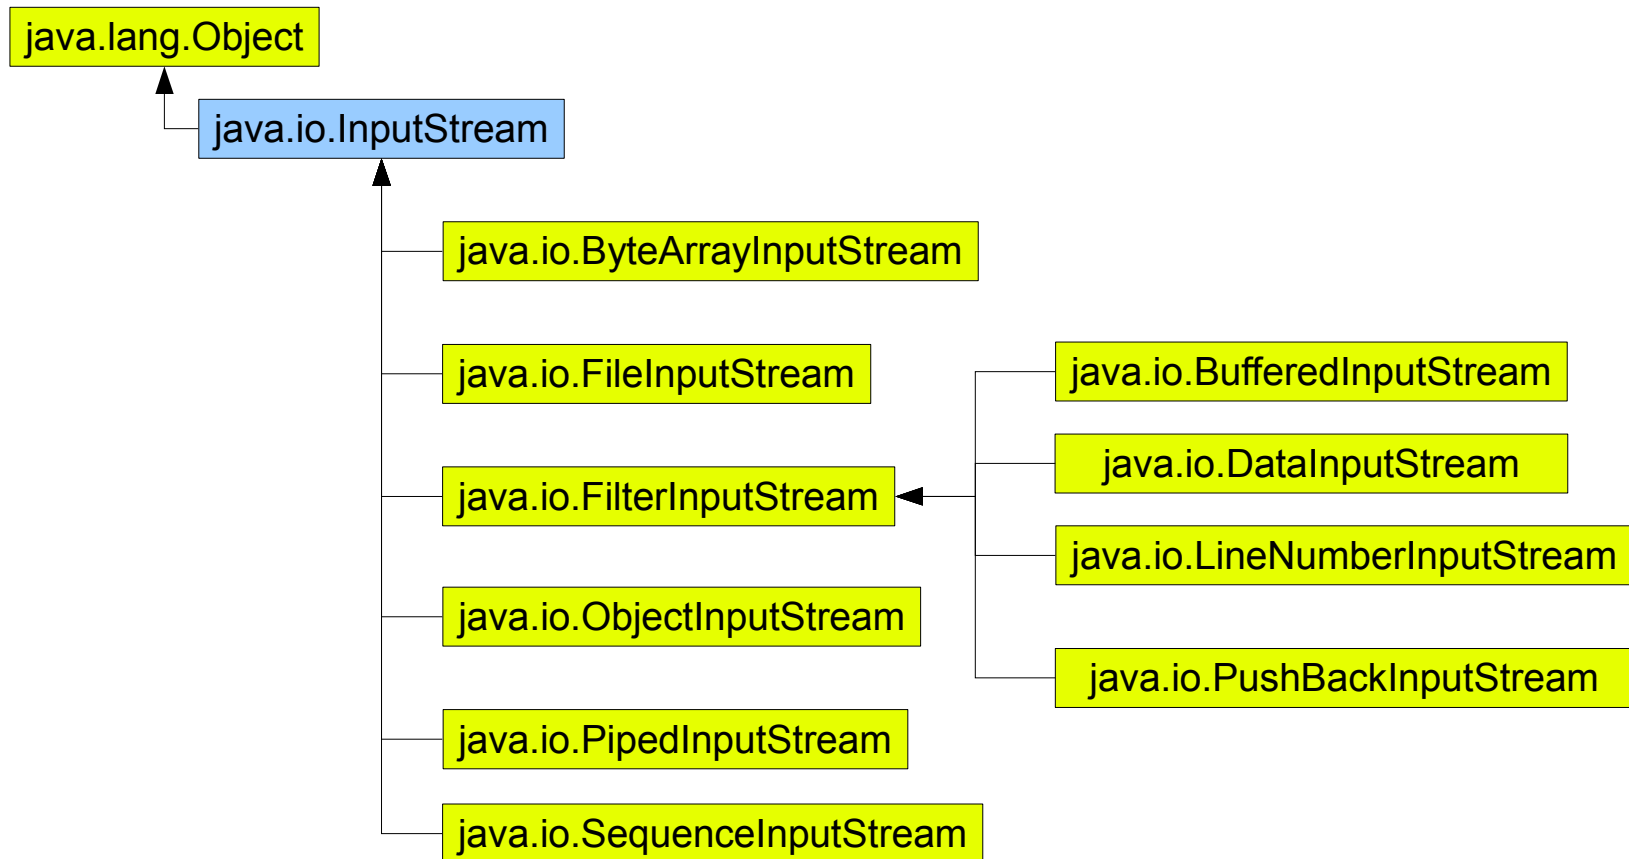 java.lang.Object
java.io.InputStream
java.io.ByteArrayInputStream
java.io.FileInputStream
java.io.FilterInputStream
java.io.ObjectInputStream
java.io.PipedInputStream
java.io.SequenceInputStream
java.io.BufferedInputStream
java.io.DataInputStream
java.io.LineNumberInputStream
java.io.PushBackInputStream